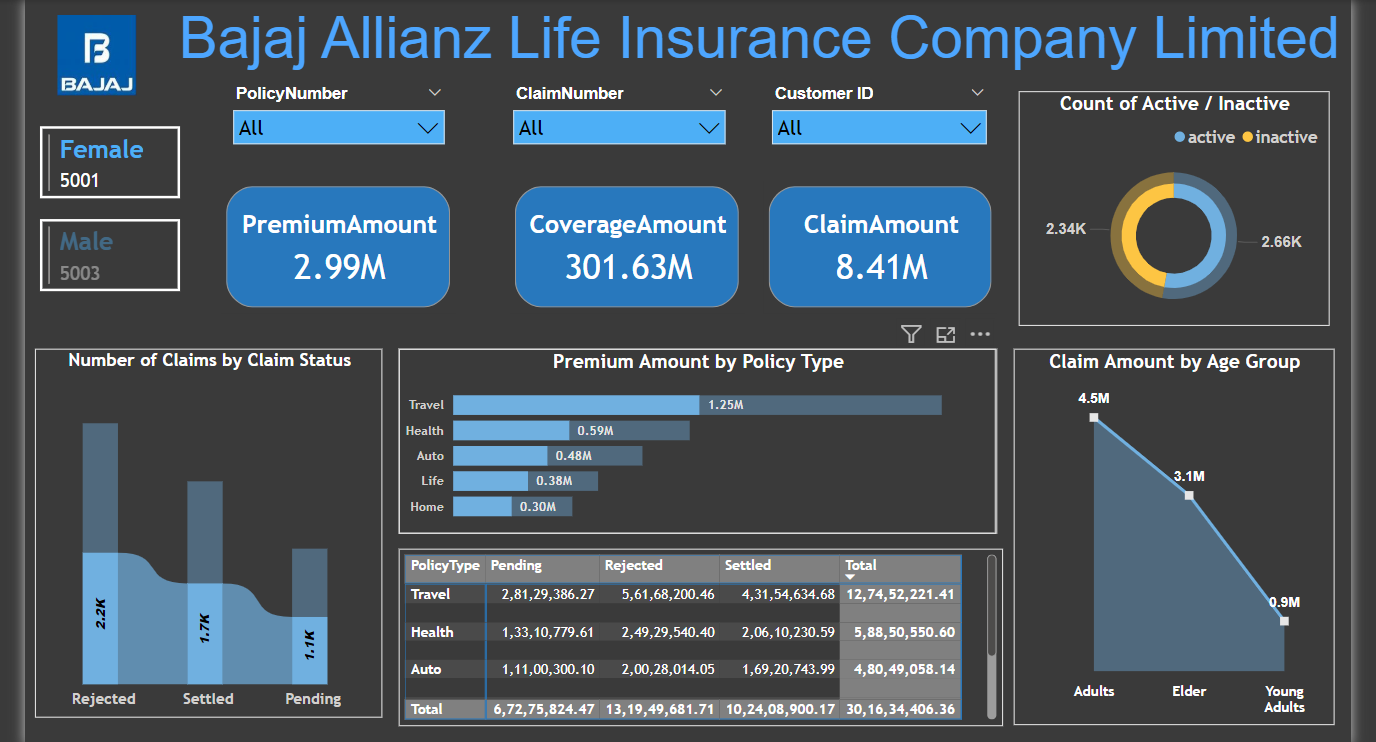 BAJAJ
Bajaj Allianz Life Insurance Company Limited
PolicyNumber
All
ClaimNumber
All
Customer ID
All
Female
5001
Male
5003
PremiumAmount
2.99M
CoverageAmount
301.63M
ClaimAmount
8.41M
Count of Active / Inactive
active inactive
2.34K
2.66K
Number of Claims by Claim Status
2.2K
1.7K
1.1K
Rejected Settled Pending
Premium Amount by Policy Type
Travel 1.25M
Health 0.59M
Auto 0.48M
Life 0.38M
Home 0.30M
PolicyType Pending Rejected Settled Total
Travel 2,81,29,386.27 5,61,68,200.46 4,31,54,634.68 12,74,52,221.41
Health 1,33,10,779.61 2,49,29,540.40 2,06,10,230.59 5,88,50,550.60
Auto 1,11,00,300.10 2,00,28,014.05 1,69,20,743.99 4,80,49,058.14
Total 6,72,75,824.47 13,19,49,681.71 10,24,08,900.17 30,16,34,406.36
Claim Amount by Age Group
4.5M
3.1M
0.9M
Adults Elder Young
Adults